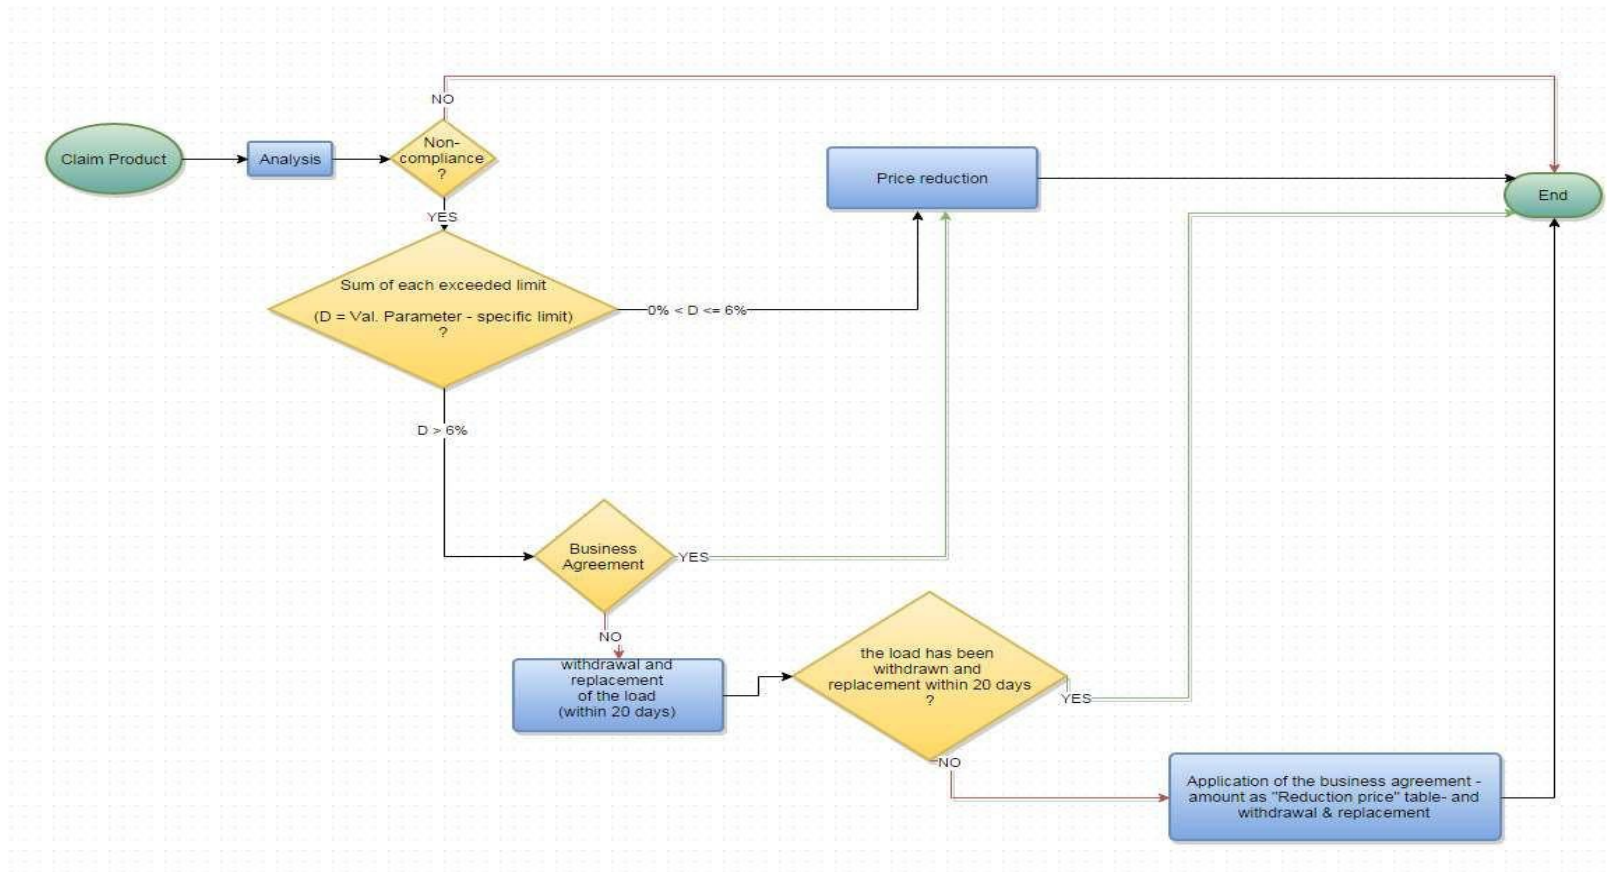 NO
Claim Product
Analysis
Non-
compliance
?
YES
Price reduction
End
Sum of each exceeded limit
(D = Val. Parameter - specific limit)
?
0% < D <= 6%
D > 6%
Business
Agreement
YES
NO
withdrawal and
replacement
of the load
(within 20 days)
the load has been
withdrawn and
replacement within 20 days
?
YES
NO
Application of the business agreement -
amount as "Reduction price" table- and
withdrawal & replacement